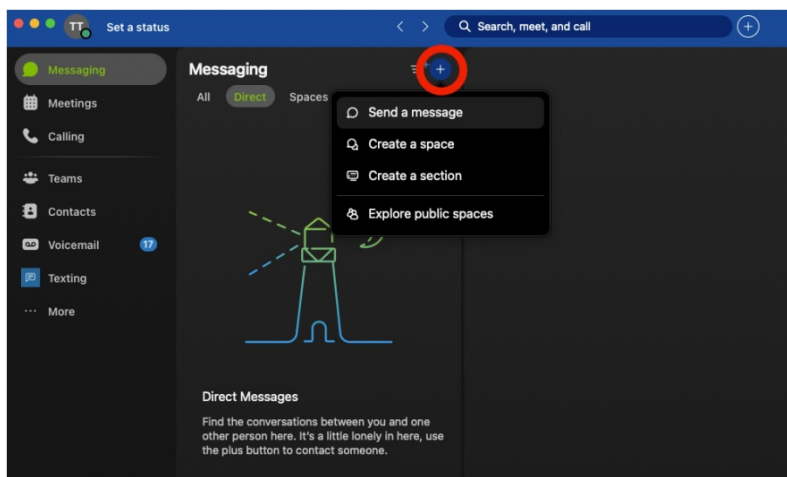 TT Set a status
Search, meet, and call
Messaging
Meetings
Calling
Teams
Contacts
Voicemail 17
Texting
More
Messaging
All Direct Spaces
Send a message
Create a space
Create a section
Explore public spaces
Direct Messages
Find the conversations between you and one
other person here. It's a little lonely in here, use
the plus button to contact someone.